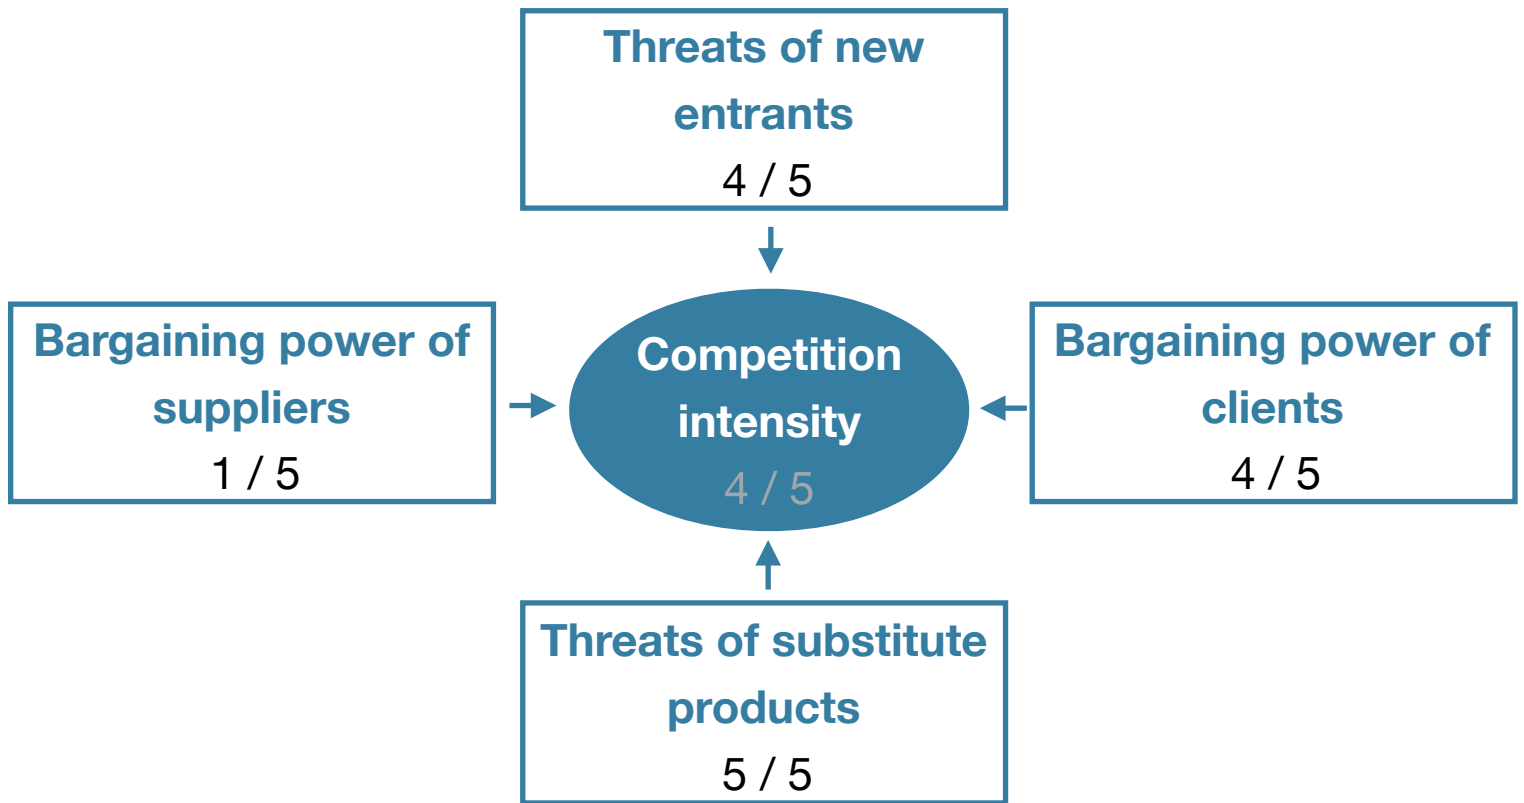 Threats of new
entrants
4 / 5
Bargaining power of
suppliers
1 / 5
Competition
intensity
4 / 5
Bargaining power of
clients
4 / 5
Threats of substitute
products
5 / 5